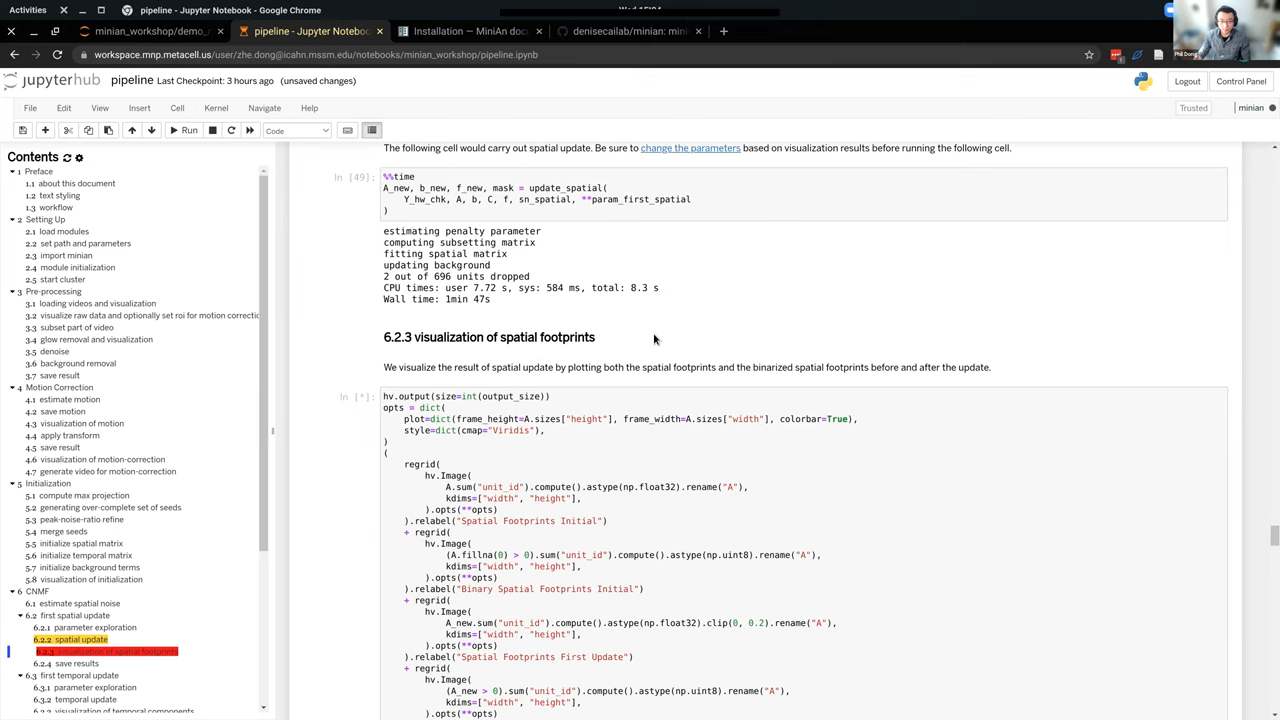 Activities
pipeline - Jupyter Notebook - Google Chrome
minian_workshop/demo_n
pipeline - Jupyter Notebook
Installation — MiniAn docu
denisecailab/minian: mini
workspace.mnp.metacell.us/user/zhe.dong@icahn.mssm.edu/notebooks/minian_workshop/pipeline.ipynb
Phil Dong
jupyterhub
pipeline Last Checkpoint: 3 hours ago (unsaved changes)
Logout
Control Panel
File Edit View Insert Cell Kernel Navigate Help
Trusted
minian
Run
Code
Contents
1 Preface
1.1 about this document
1.2 text styling
1.3 workflow
2 Setting Up
2.1 load modules
2.2 set path and parameters
2.3 import minian
2.4 module initialization
2.5 start cluster
3 Pre-processing
3.1 loading videos and visualization
3.2 visualize raw data and optionally set roi for motion correctio
3.3 subset part of video
3.4 glow removal and visualization
3.5 denoise
3.6 background removal
3.7 save result
4 Motion Correction
4.1 estimate motion
4.2 save motion
4.3 visualization of motion
4.4 apply transform
4.5 save result
4.6 visualization of motion-correction
4.7 generate video for motion-correction
5 Initialization
5.1 compute max projection
5.2 generating over-complete set of seeds
5.3 peak-noise-ratio refine
5.4 merge seeds
5.5 initialize spatial matrix
5.6 initialize temporal matrix
5.7 initialize background terms
5.8 visualization of initialization
6 CNMF
6.1 estimate spatial noise
6.2 first spatial update
6.2.1 parameter exploration
6.2.2 spatial update
6.2.3 visualization of spatial footprints
6.2.4 save results
6.3 first temporal update
6.3.1 parameter exploration
6.3.2 temporal update
visualization of temporal components
The following cell would carry out spatial update. Be sure to change the parameters based on visualization results before running the following cell.
In [49]:
%%time
A_new, b_new, f_new, mask = update_spatial(
Y_hw_chk, A, b, C, f, sn_spatial, **param_first_spatial
)
estimating penalty parameter
computing subsetting matrix
fitting spatial matrix
updating background
2 out of 696 units dropped
CPU times: user 7.72 s, sys: 584 ms, total: 8.3 s
Wall time: 1min 47s
6.2.3 visualization of spatial footprints
We visualize the result of spatial update by plotting both the spatial footprints and the binarized spatial footprints before and after the update.
In [*]:
hv.output(size=int(output_size))
opts = dict(
plot=dict(frame_height=A.sizes["height"], frame_width=A.sizes["width"], colorbar=True),
style=dict(cmap="Viridis"),
)
(
regrid(
hv.Image(
A.sum("unit_id").compute().astype(np.float32).rename("A"),
kdims=["width", "height"],
).opts(**opts)
).relabel("Spatial Footprints Initial")
+ regrid(
hv.Image(
(A.fillna(0) > 0).sum("unit_id").compute().astype(np.uint8).rename("A"),
kdims=["width", "height"],
).opts(**opts)
).relabel("Binary Spatial Footprints Initial")
+ regrid(
hv.Image(
A_new.sum("unit_id").compute().astype(np.float32).clip(0, 0.2).rename("A"),
kdims=["width", "height"],
).opts(**opts)
).relabel("Spatial Footprints First Update")
+ regrid(
hv.Image(
(A_new > 0).sum("unit_id").compute().astype(np.uint8).rename("A"),
kdims=["width", "height"],
).opts(**opts)